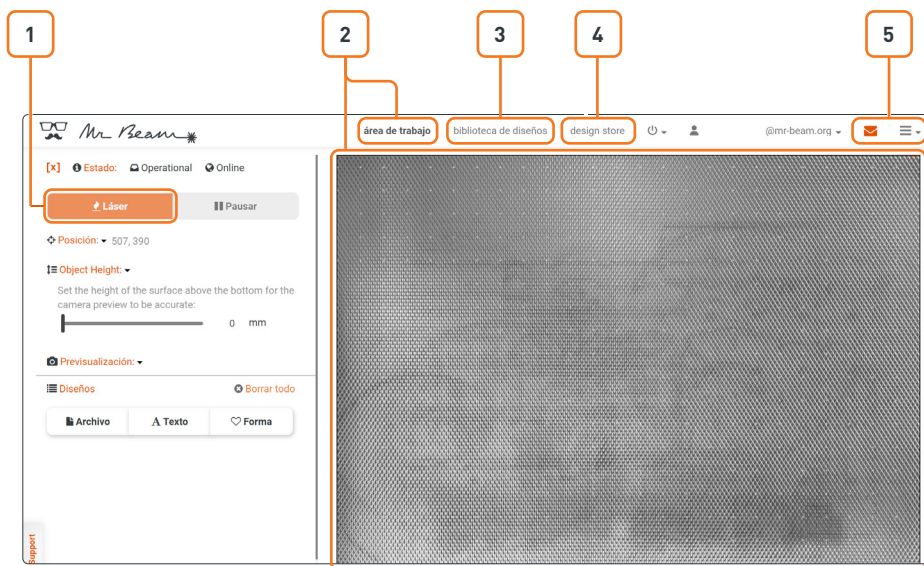 1 2 3 4 5
Mr Beam
área de trabajo biblioteca de diseños design store @mr-beam.org
[x] Estado: Operational Online
Láser Pausar
Posición: 507, 390
Object Height:
Set the height of the surface above the bottom for the
camera preview to be accurate:
0 mm
Previsualización:
Diseños Borrar todo
Archivo A Texto Forma
Support